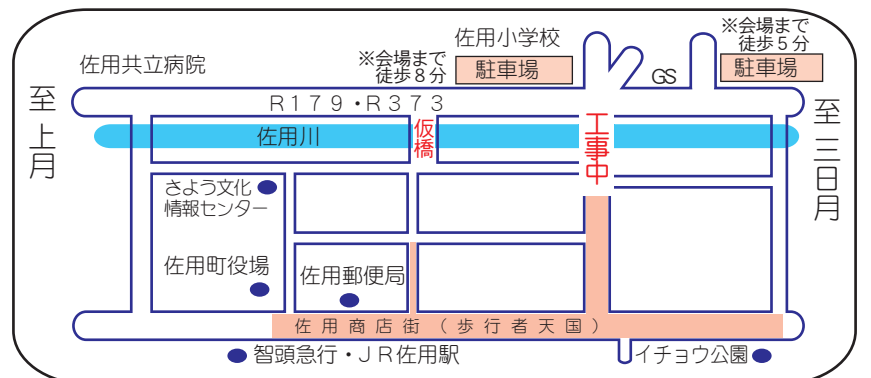 ※会場まで
徒歩５分
佐用小学校
※会場まで
徒歩８分
佐用共立病院
駐車場
GS
駐車場
至上月
Ｒ１７９・Ｒ３７３
至三日月
仮橋
工事中
佐用川
さよう文化
情報センター
佐用町役場
佐用郵便局
佐用商店街（歩行者天国）
智頭急行・ＪＲ佐用駅
イチョウ公園